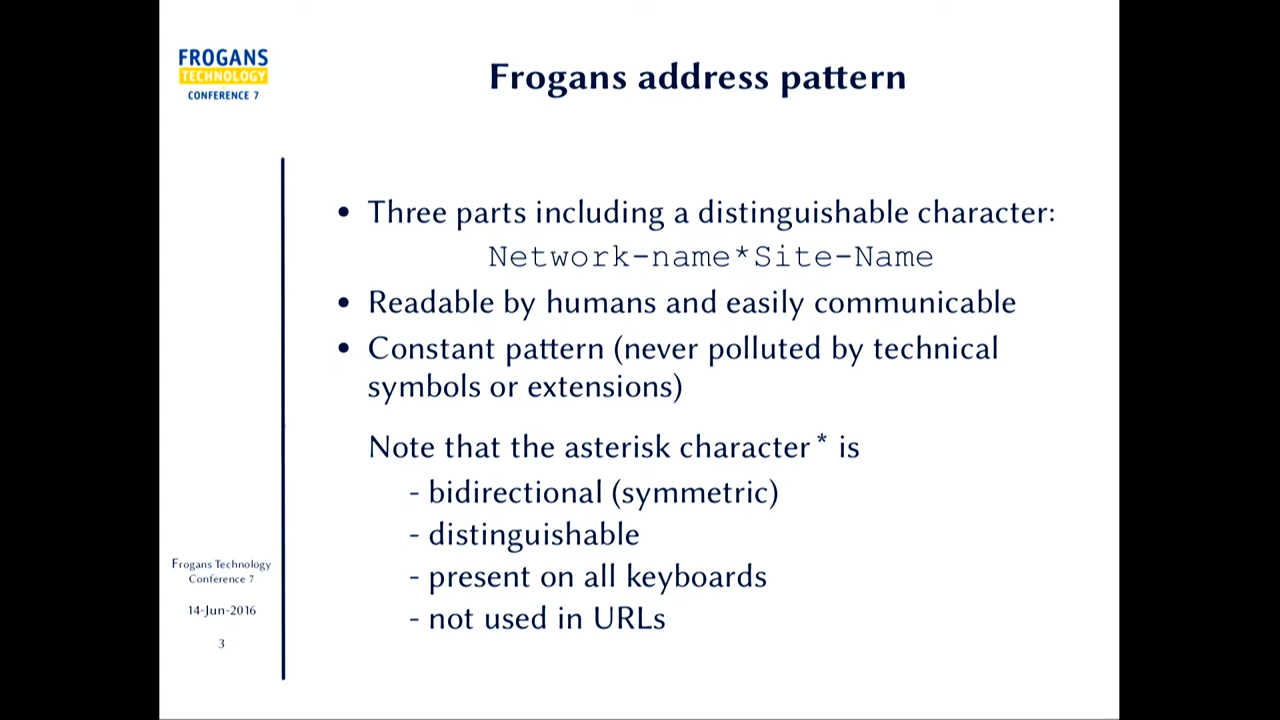 FROGANS
TECHNOLOGY
CONFERENCE 7
Frogans address pattern
• Three parts including a distinguishable character:
Network-name*Site-Name
• Readable by humans and easily communicable
• Constant pattern (never polluted by technical
symbols or extensions)
Note that the asterisk character * is
- bidirectional (symmetric)
- distinguishable
- present on all keyboards
- not used in URLs
Frogans Technology
Conference 7
14-Jun-2016
3